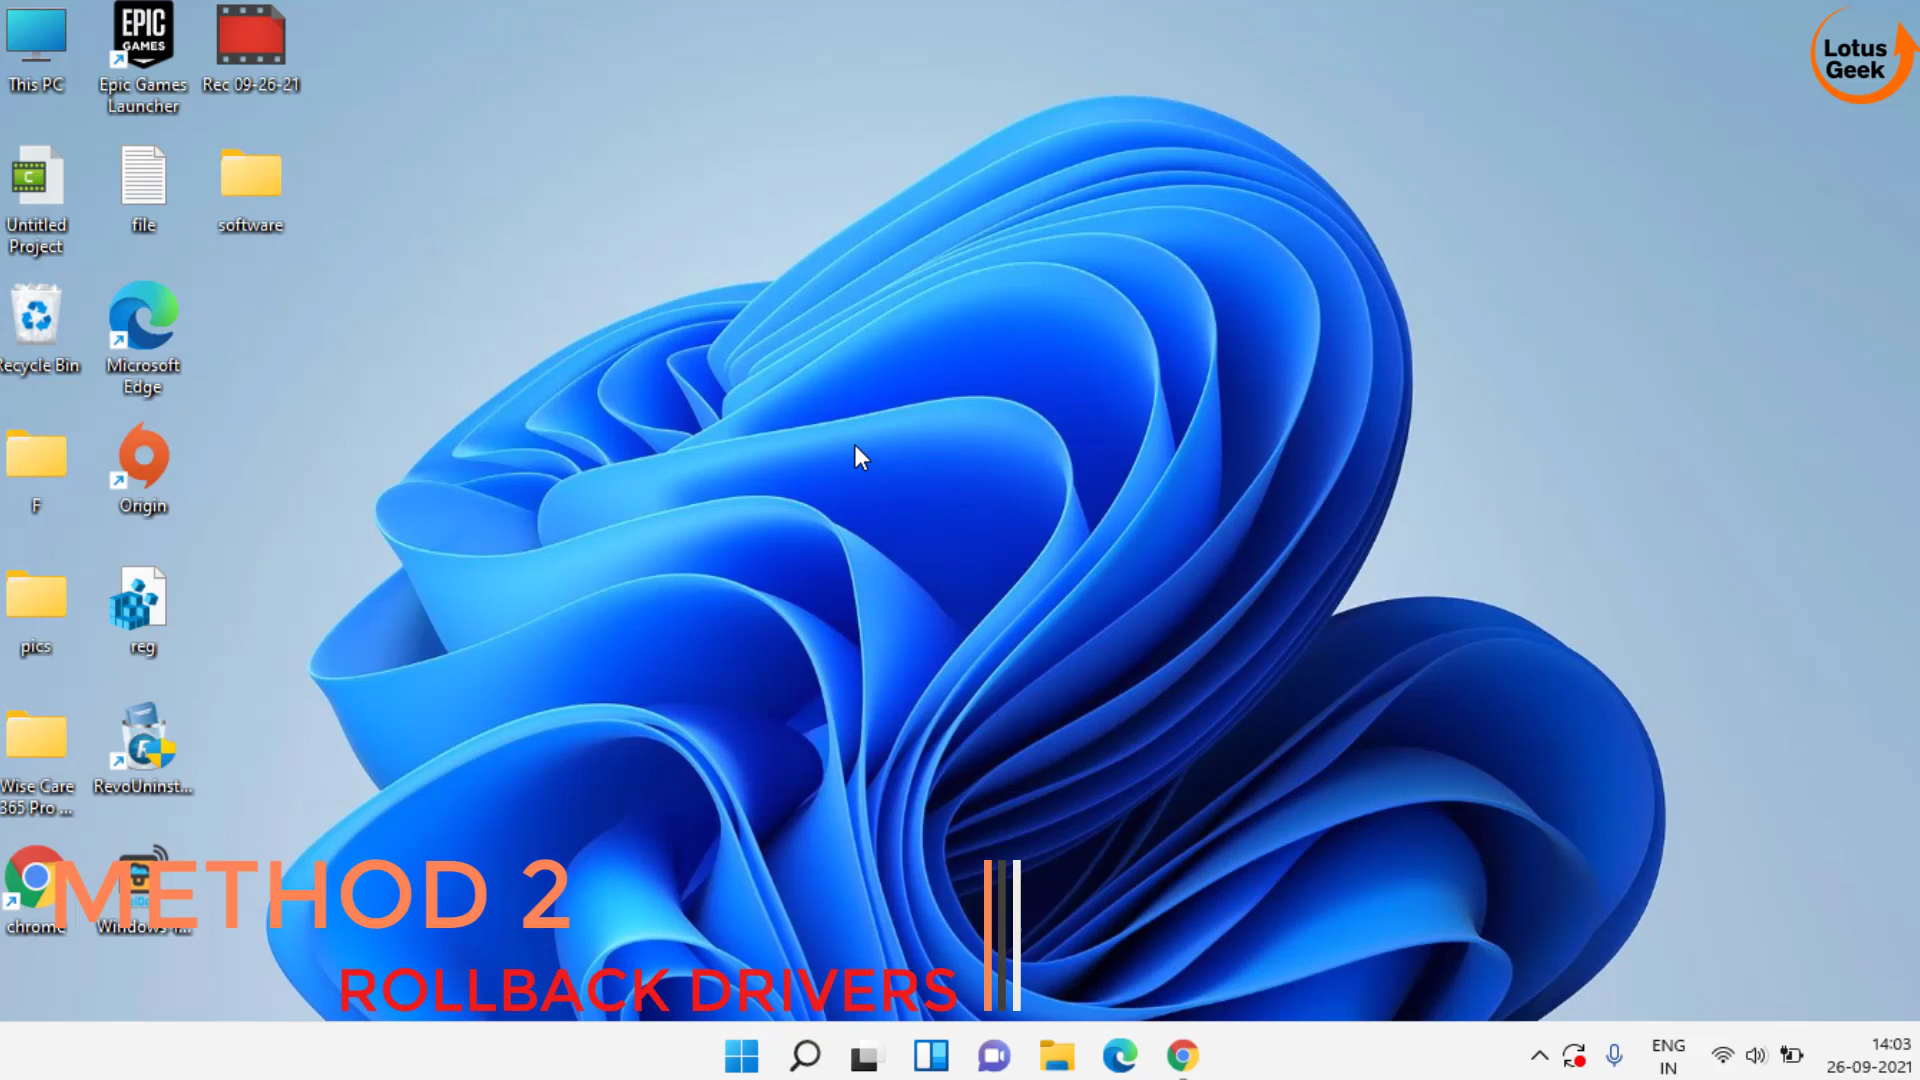 This PC
EPIC
GAMES
Epic Games
Launcher
Rec 09-26-21
Lotus
Geek
C
Untitled
Project
file
software
Recycle Bin
Microsoft
Edge
F
Origin
pics
reg
Wise Care
365 Pro ...
RevoUninst...
chrome
METHOD 2
ROLLBACK DRIVERS
ENG
IN
14:03
26-09-2021